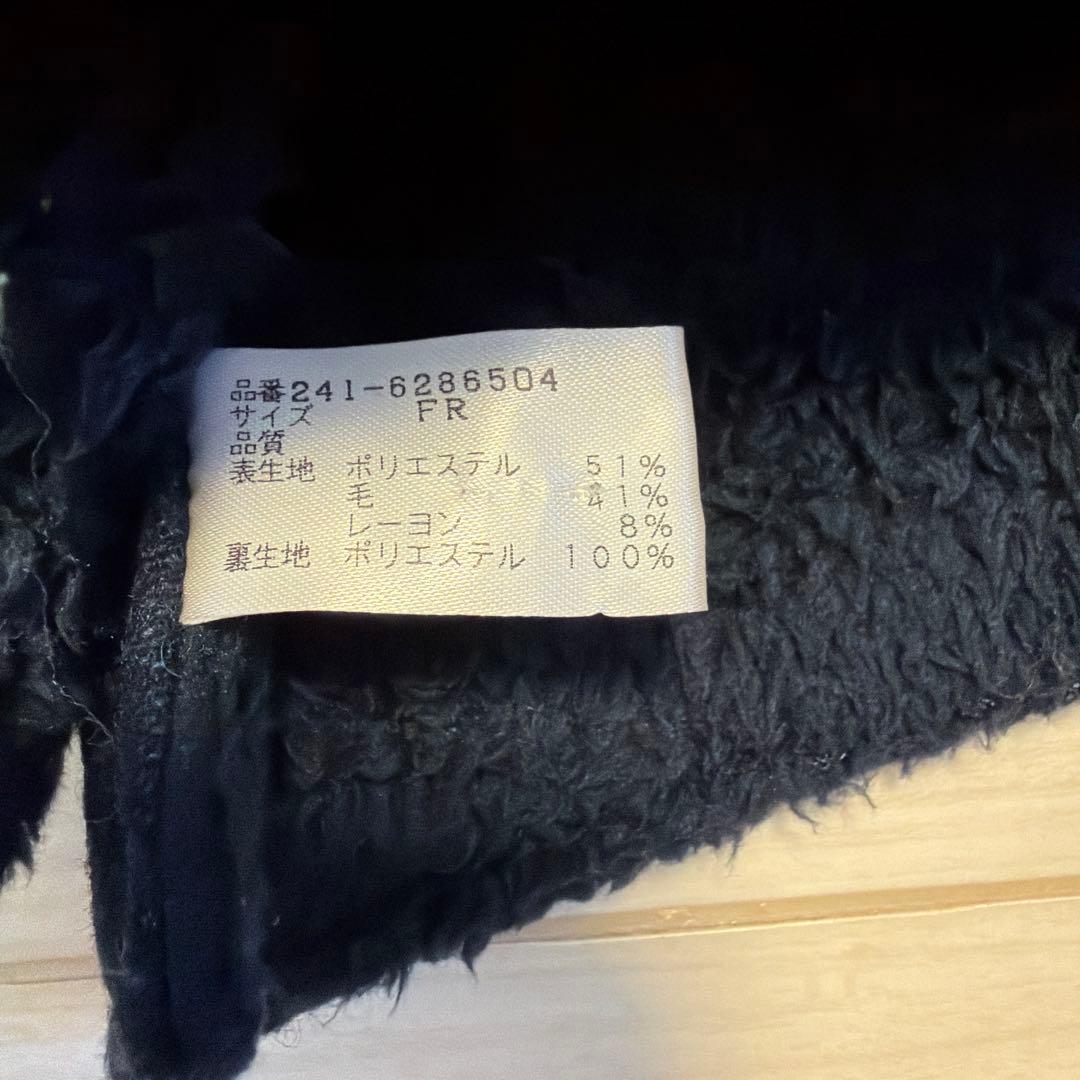 品番241-6286504
サイズ FR
品質
表生地 ポリエステル 51%
毛 41%
レーヨン 8%
裏生地 ポリエステル 100%